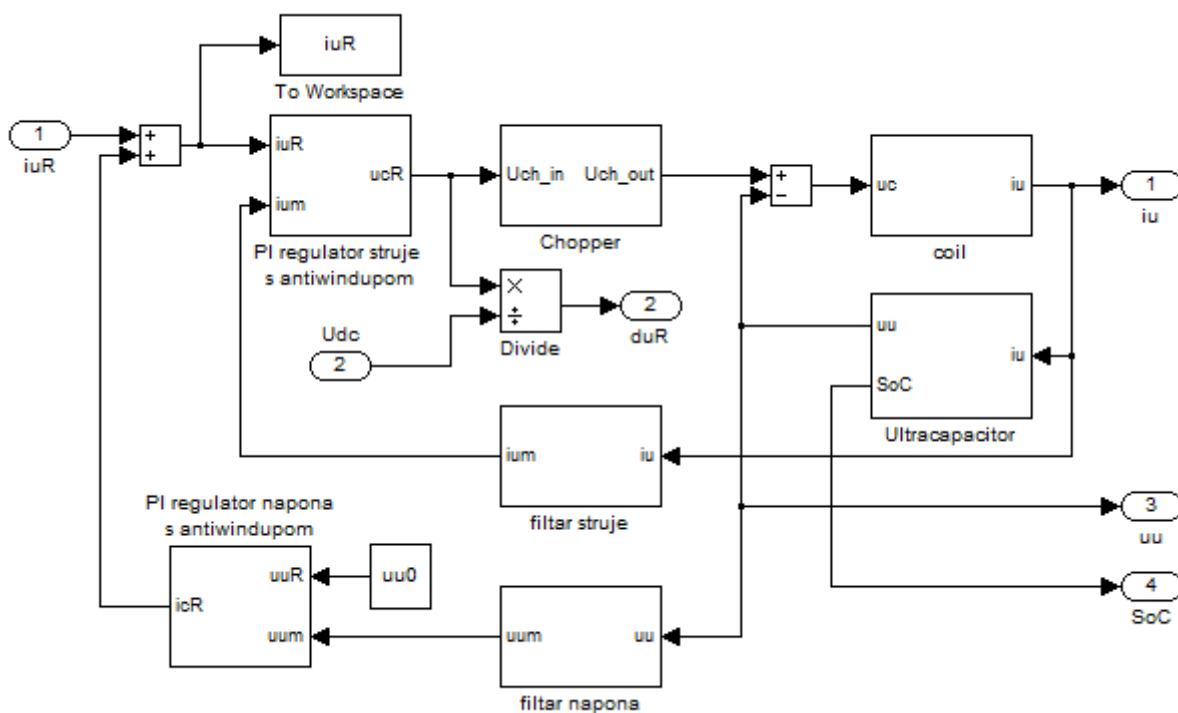 iuR
To Workspace
1
iuR
+
+
iuR
ium
ucR
PI regulator struje
s antiwindupom
Uch_in
Uch_out
Chopper
+
−
uc
iu
coil
1
iu
×
÷
Divide
2
duR
Udc
2
uu
iu
SoC
Ultracapacitor
ium
iu
filtar struje
PI regulator napona
s antiwindupom
uuR
icR
uum
uu0
uum
uu
filtar napona
3
uu
4
SoC